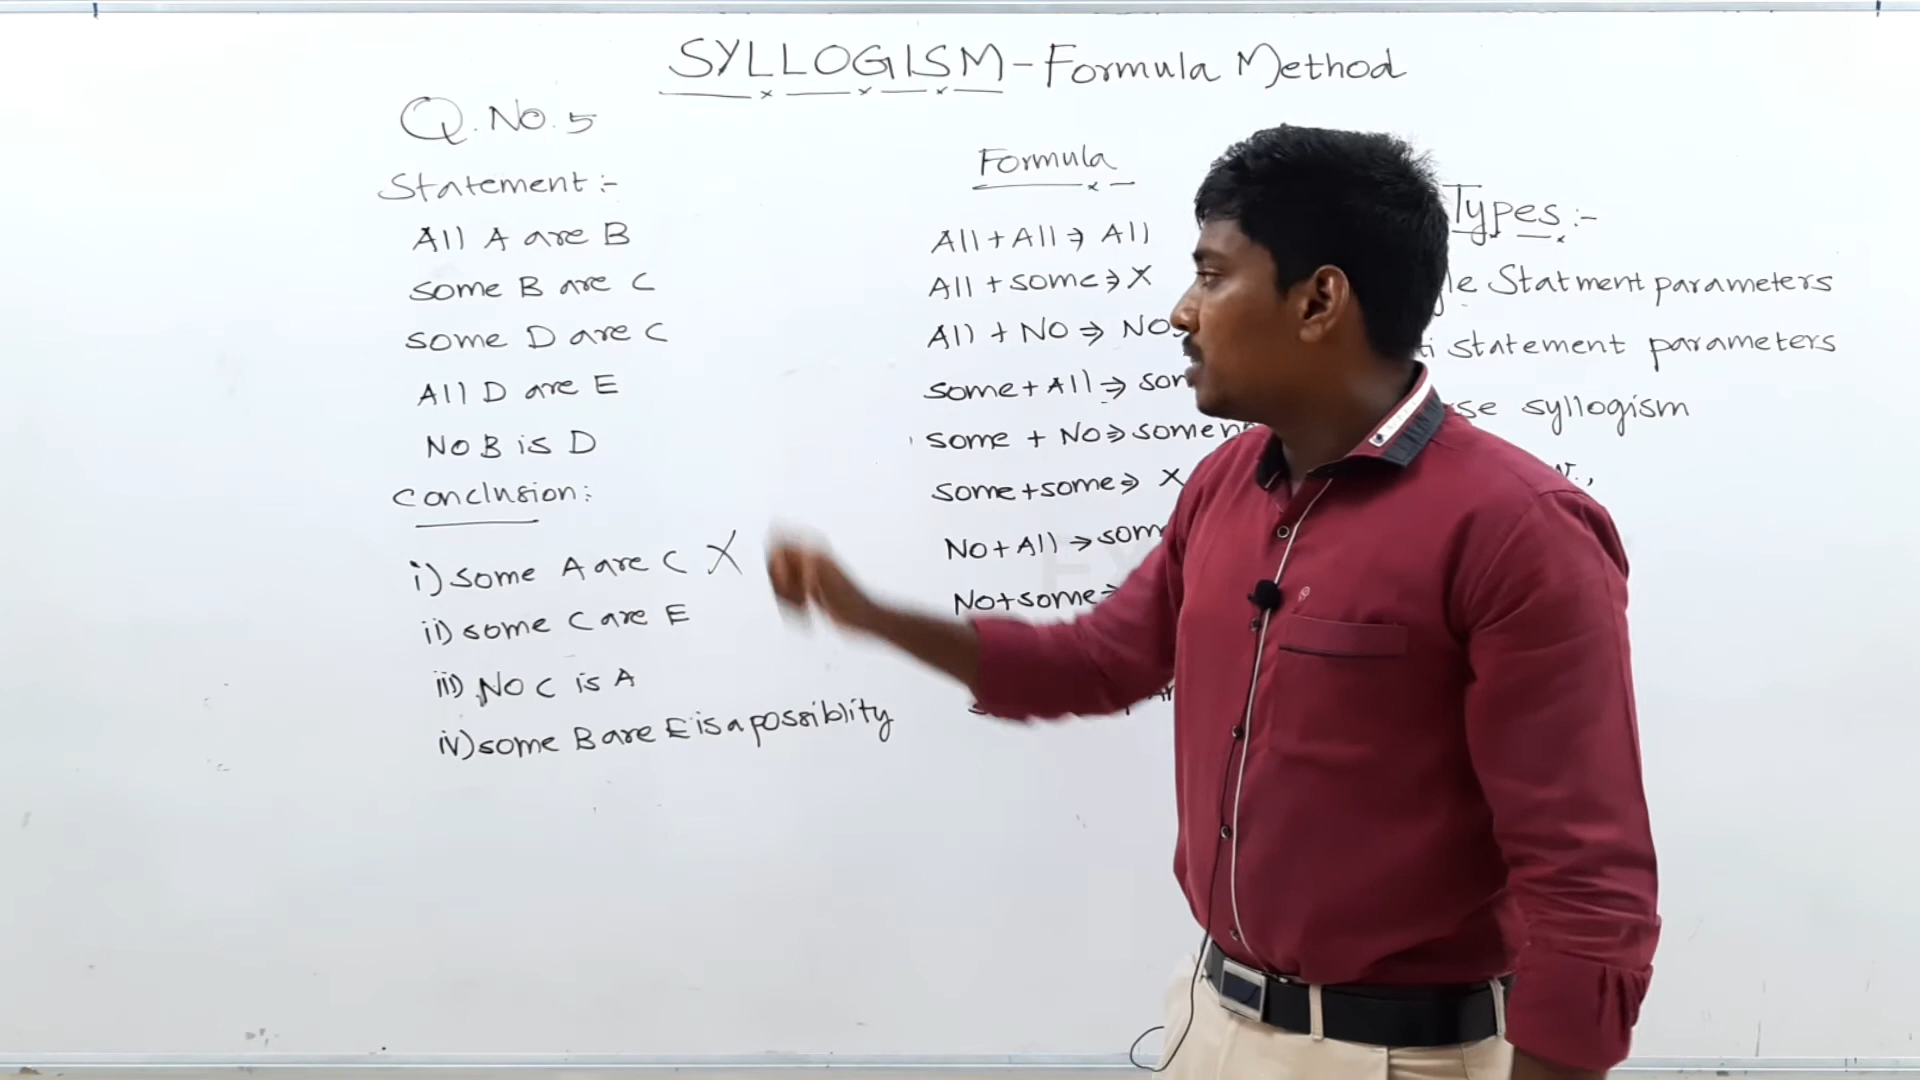 SYLLOGISM - Formula Method
Q. No. 5
Statement :-
All A are B
some B are C
some D are C
All D are E
NO B is D
Conclusion:
i) some A are C X
ii) some C are E
iii) NO C is A
iv) some B are E is a possiblity
Formula
All + All ⇒ All
All + some ⇒ X
All + NO ⇒ NO
some + All ⇒
some + No ⇒
some + some ⇒ X
No + All →
No + some
Types :-
Statment parameters
statement parameters
syllogism